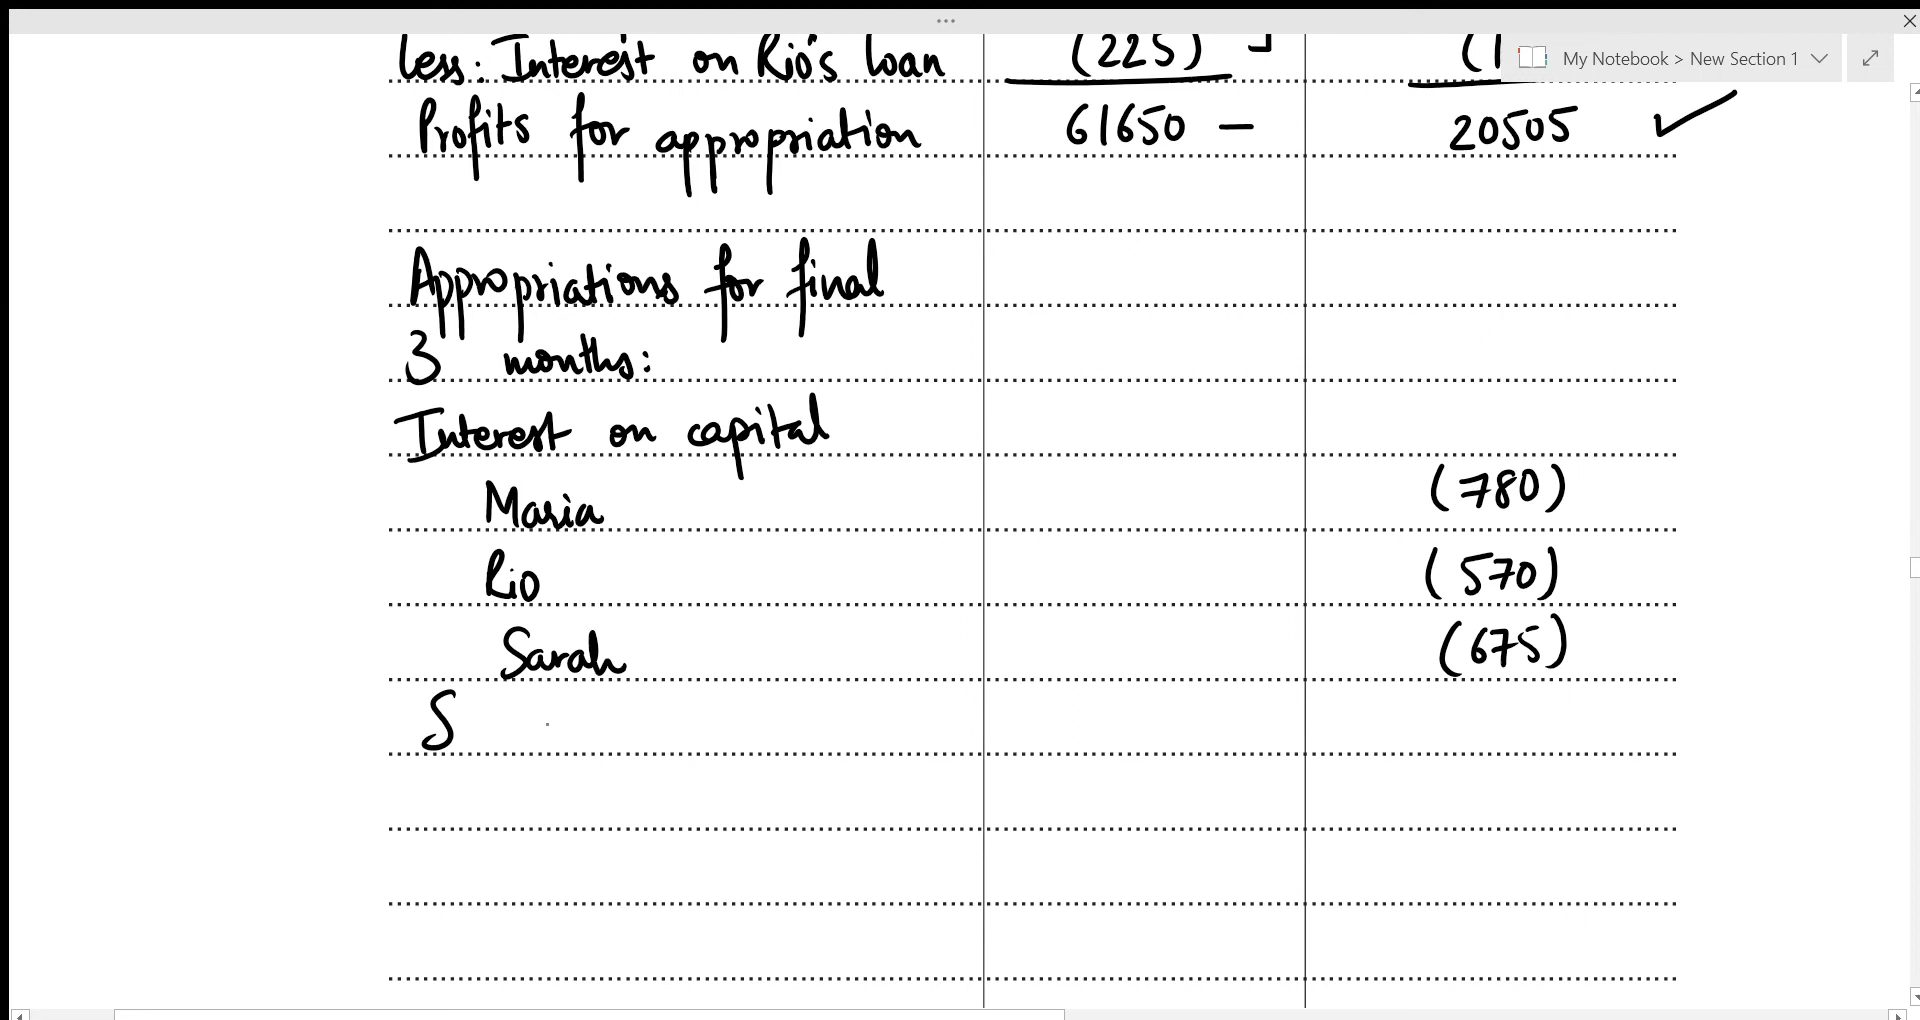 ...
less: Interest on Rio's loan (225) (1
My Notebook > New Section 1
Profits for appropriation 61650 — 20505 ✓
Appropriations for final
3 months:
Interest on capital
Maria (780)
Rio (570)
Sarah (675)
S